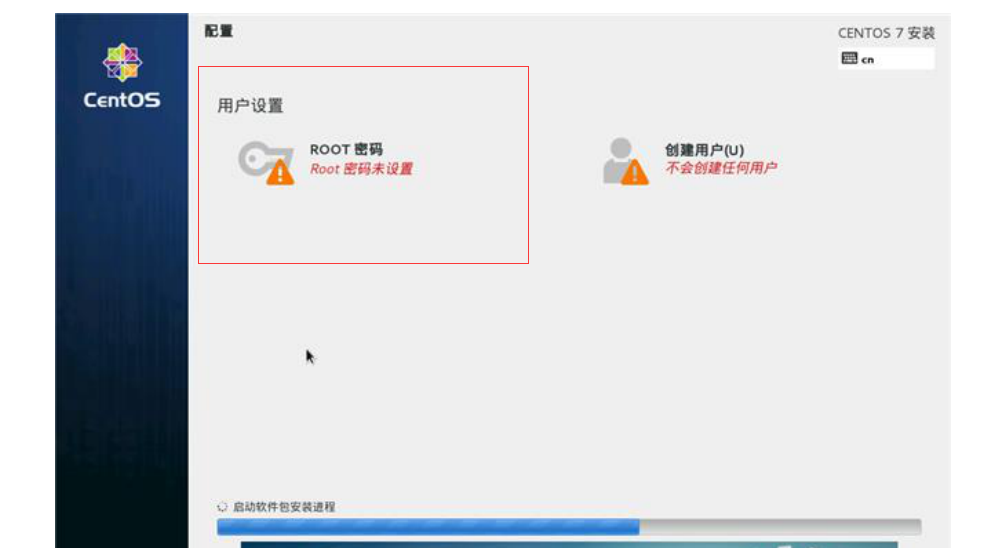 配置
CENTOS 7 安装
cn
CentOS
用户设置
ROOT 密码
Root 密码未设置
创建用户(U)
不会创建任何用户
启动软件包安装进程